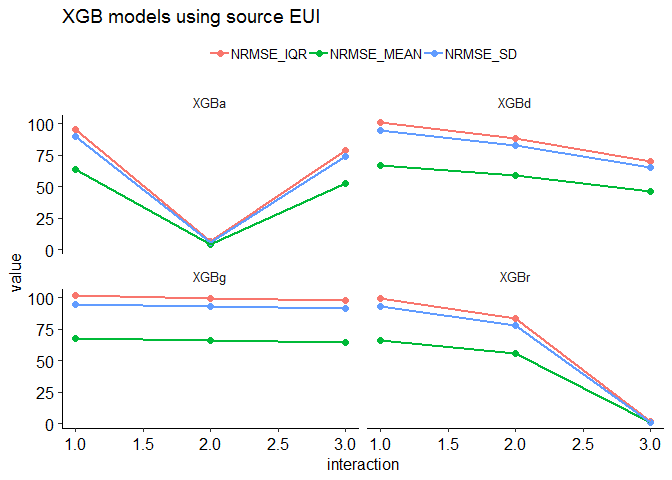 XGB models using source EUI
NRMSE_IQR NRMSE_MEAN NRMSE_SD
XGBa XGBd
100
75
50
25
0
XGBg XGBr
100
75
50
25
0
value
1.0 1.5 2.0 2.5 3.0 1.0 1.5 2.0 2.5 3.0
interaction